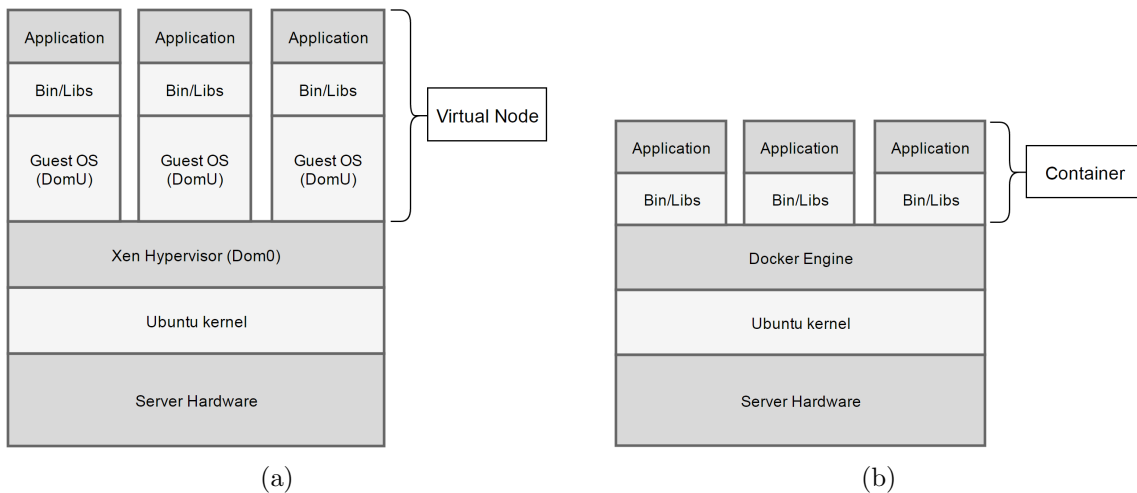 Application Application Application
Bin/Libs Bin/Libs Bin/Libs
Virtual Node
Guest OS Guest OS Guest OS
(DomU) (DomU) (DomU)
Xen Hypervisor (Dom0)
Ubuntu kernel
Server Hardware
(a)
Application Application Application
Container
Bin/Libs Bin/Libs Bin/Libs
Docker Engine
Ubuntu kernel
Server Hardware
(b)